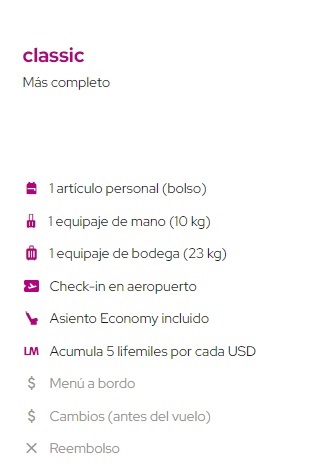 classic
Más completo
1 artículo personal (bolso)
1 equipaje de mano (10 kg)
1 equipaje de bodega (23 kg)
Check-in en aeropuerto
Asiento Economy incluido
LM Acumula 5 lifemiles por cada USD
$ Menú a bordo
$ Cambios (antes del vuelo)
Reembolso